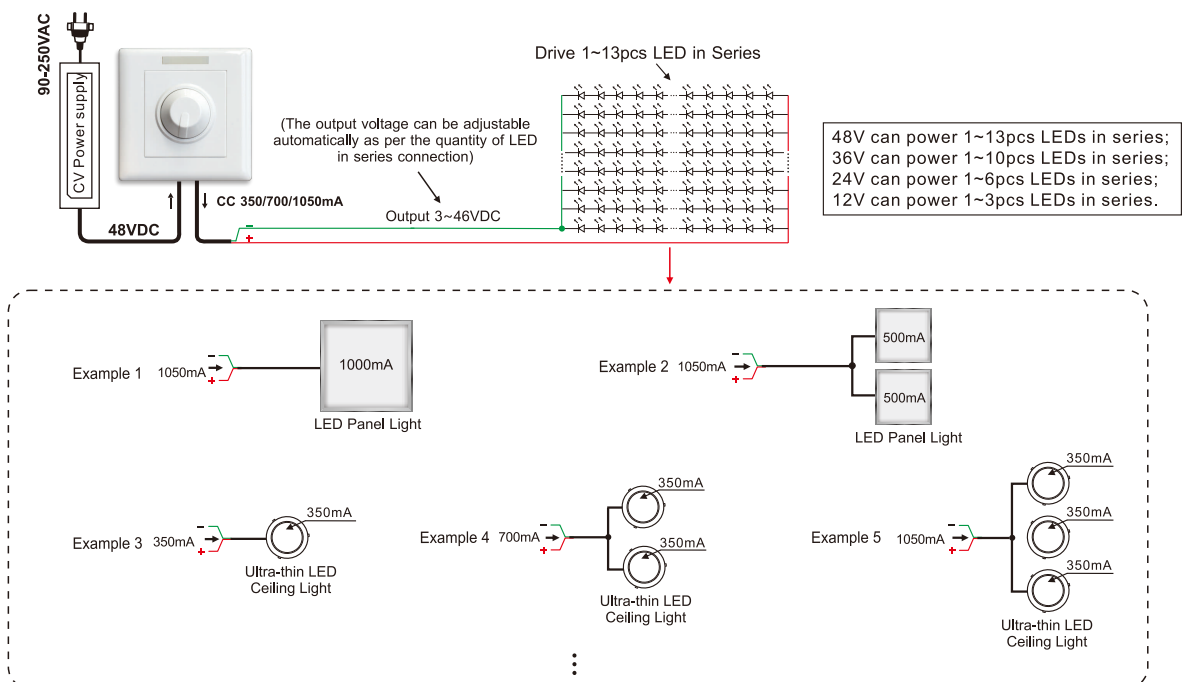 90-250VAC
CV Power supply
Drive 1~13pcs LED in Series
(The output voltage can be adjustable
automatically as per the quantity of LED
in series connection)
CC 350/700/1050mA
Output 3~46VDC
48VDC
-
+
48V can power 1~13pcs LEDs in series;
36V can power 1~10pcs LEDs in series;
24V can power 1~6pcs LEDs in series;
12V can power 1~3pcs LEDs in series.
Example 1
1050mA
-
+
1000mA
LED Panel Light
Example 2
1050mA
-
+
500mA
500mA
LED Panel Light
Example 3
350mA
-
+
350mA
Ultra-thin LED
Ceiling Light
Example 4
700mA
-
+
350mA
350mA
Ultra-thin LED
Ceiling Light
Example 5
1050mA
-
+
350mA
350mA
350mA
Ultra-thin LED
Ceiling Light